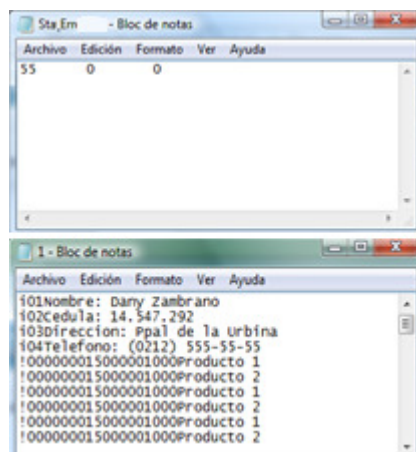 Sta_Em - Bloc de notas
Archivo Edición Formato Ver Ayuda
55 0 0
1 - Bloc de notas
Archivo Edición Formato Ver Ayuda
i01Nombre: Dany Zambrano
i02Cedula: 14.547.292
i03Direccion: Ppal de la Urbina
i04Telefono: (0212) 555-55-55
!000000015000001000Producto 1
!000000015000001000Producto 2
!000000015000001000Producto 1
!000000015000001000Producto 2
!000000015000001000Producto 1
!000000015000001000Producto 2